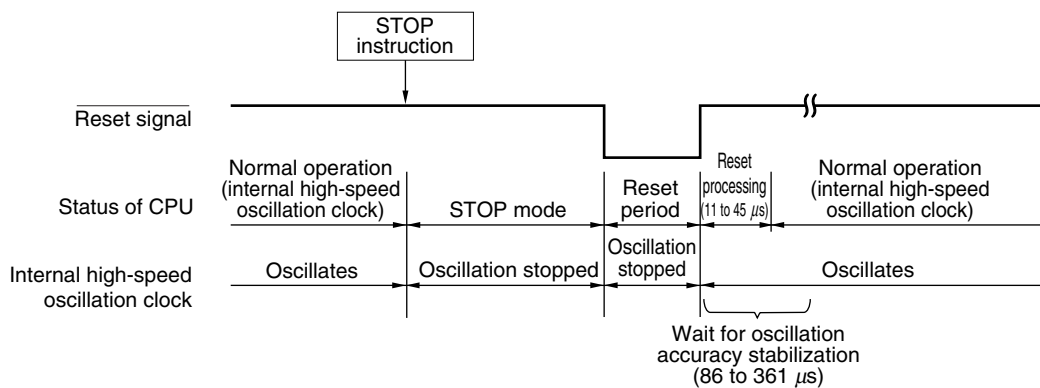 STOP
instruction
Reset signal
Status of CPU
Normal operation
(internal high-speed
oscillation clock)
STOP mode
Reset
period
Reset
processing
(11 to 45 μs)
Normal operation
(internal high-speed
oscillation clock)
Internal high-speed
oscillation clock
Oscillates
Oscillation stopped
Oscillation
stopped
Oscillates
Wait for oscillation
accuracy stabilization
(86 to 361 μs)